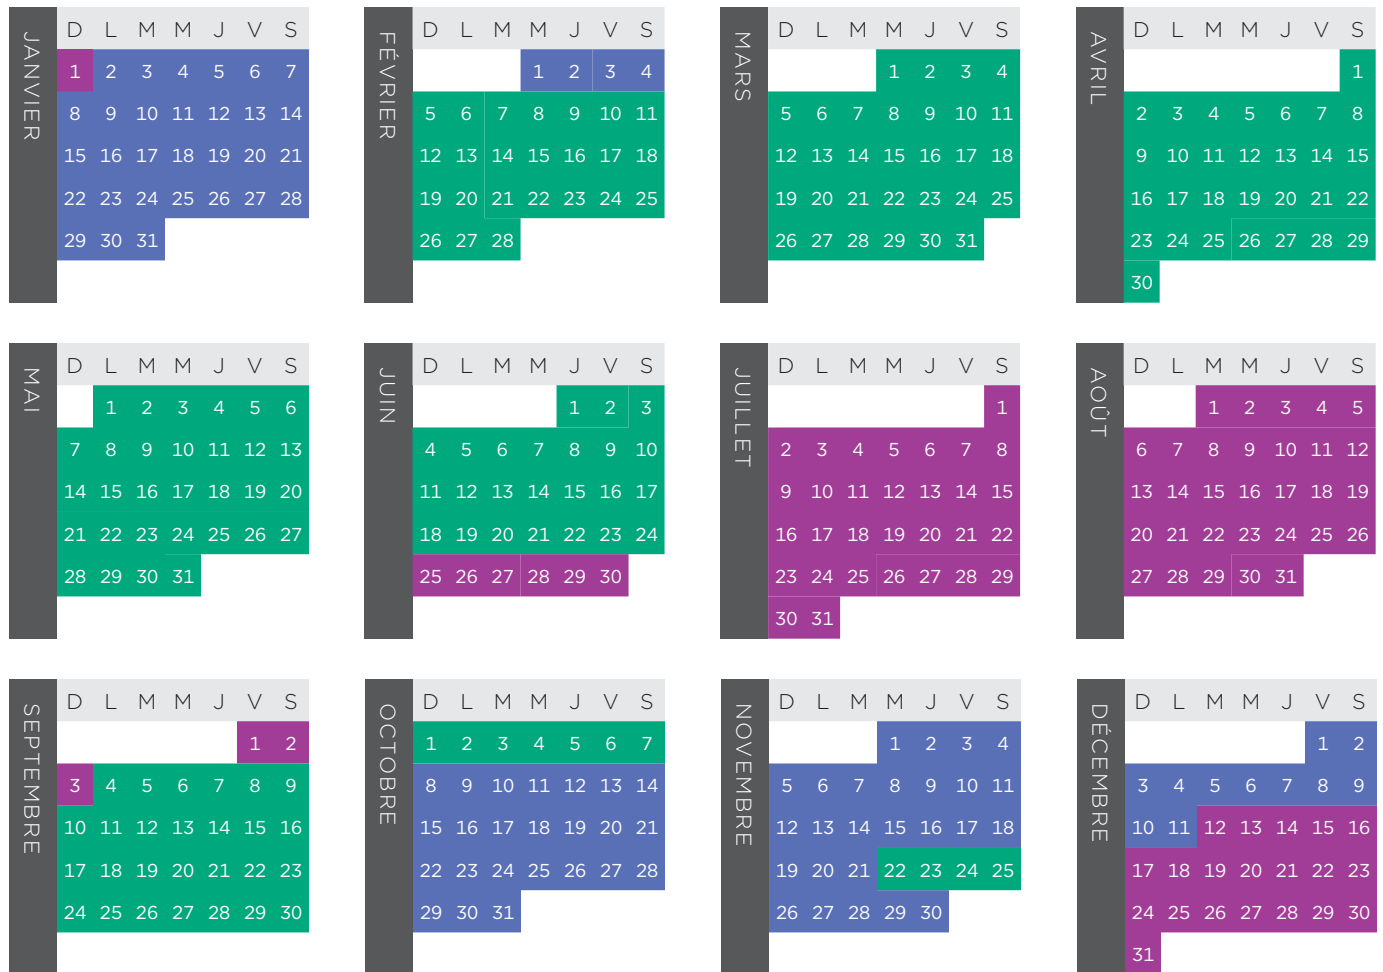 JANVIER
D L M M J V S
1 2 3 4 5 6 7
8 9 10 11 12 13 14
15 16 17 18 19 20 21
22 23 24 25 26 27 28
29 30 31
FÉVRIER
D L M M J V S
1 2 3 4
5 6 7 8 9 10 11
12 13 14 15 16 17 18
19 20 21 22 23 24 25
26 27 28
MARS
D L M M J V S
1 2 3 4
5 6 7 8 9 10 11
12 13 14 15 16 17 18
19 20 21 22 23 24 25
26 27 28 29 30 31
AVRIL
D L M M J V S
1
2 3 4 5 6 7 8
9 10 11 12 13 14 15
16 17 18 19 20 21 22
23 24 25 26 27 28 29
30
MAI
D L M M J V S
1 2 3 4 5 6
7 8 9 10 11 12 13
14 15 16 17 18 19 20
21 22 23 24 25 26 27
28 29 30 31
JUIN
D L M M J V S
1 2 3
4 5 6 7 8 9 10
11 12 13 14 15 16 17
18 19 20 21 22 23 24
25 26 27 28 29 30
JUILLET
D L M M J V S
1
2 3 4 5 6 7 8
9 10 11 12 13 14 15
16 17 18 19 20 21 22
23 24 25 26 27 28 29
30 31
AOÛT
D L M M J V S
1 2 3 4 5
6 7 8 9 10 11 12
13 14 15 16 17 18 19
20 21 22 23 24 25 26
27 28 29 30 31
SEPTEMBRE
D L M M J V S
1 2
3 4 5 6 7 8 9
10 11 12 13 14 15 16
17 18 19 20 21 22 23
24 25 26 27 28 29 30
OCTOBRE
D L M M J V S
1 2 3 4 5 6 7
8 9 10 11 12 13 14
15 16 17 18 19 20 21
22 23 24 25 26 27 28
29 30 31
NOVEMBRE
D L M M J V S
1 2 3 4
5 6 7 8 9 10 11
12 13 14 15 16 17 18
19 20 21 22 23 24 25
26 27 28 29 30
DÉCEMBRE
D L M M J V S
1 2
3 4 5 6 7 8 9
10 11 12 13 14 15 16
17 18 19 20 21 22 23
24 25 26 27 28 29 30
31